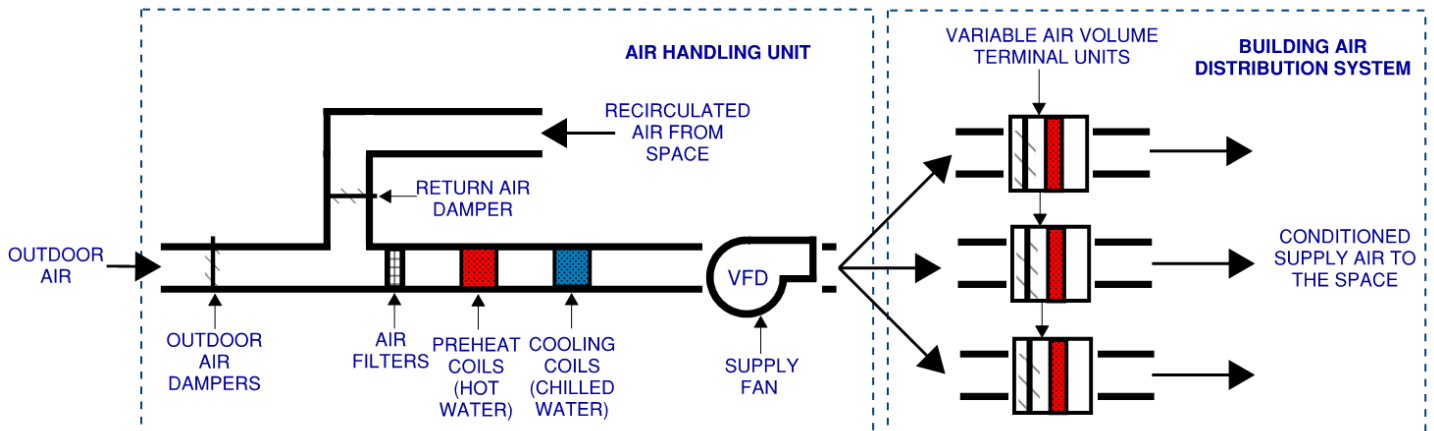 AIR HANDLING UNIT
VARIABLE AIR VOLUME
TERMINAL UNITS
BUILDING AIR
DISTRIBUTION SYSTEM
RECIRCULATED
AIR FROM
SPACE
RETURN AIR
DAMPER
OUTDOOR
AIR
VFD
CONDITIONED
SUPPLY AIR TO
THE SPACE
OUTDOOR
AIR
DAMPERS
AIR
FILTERS
PREHEAT
COILS
(HOT
WATER)
COOLING
COILS
(CHILLED
WATER)
SUPPLY
FAN